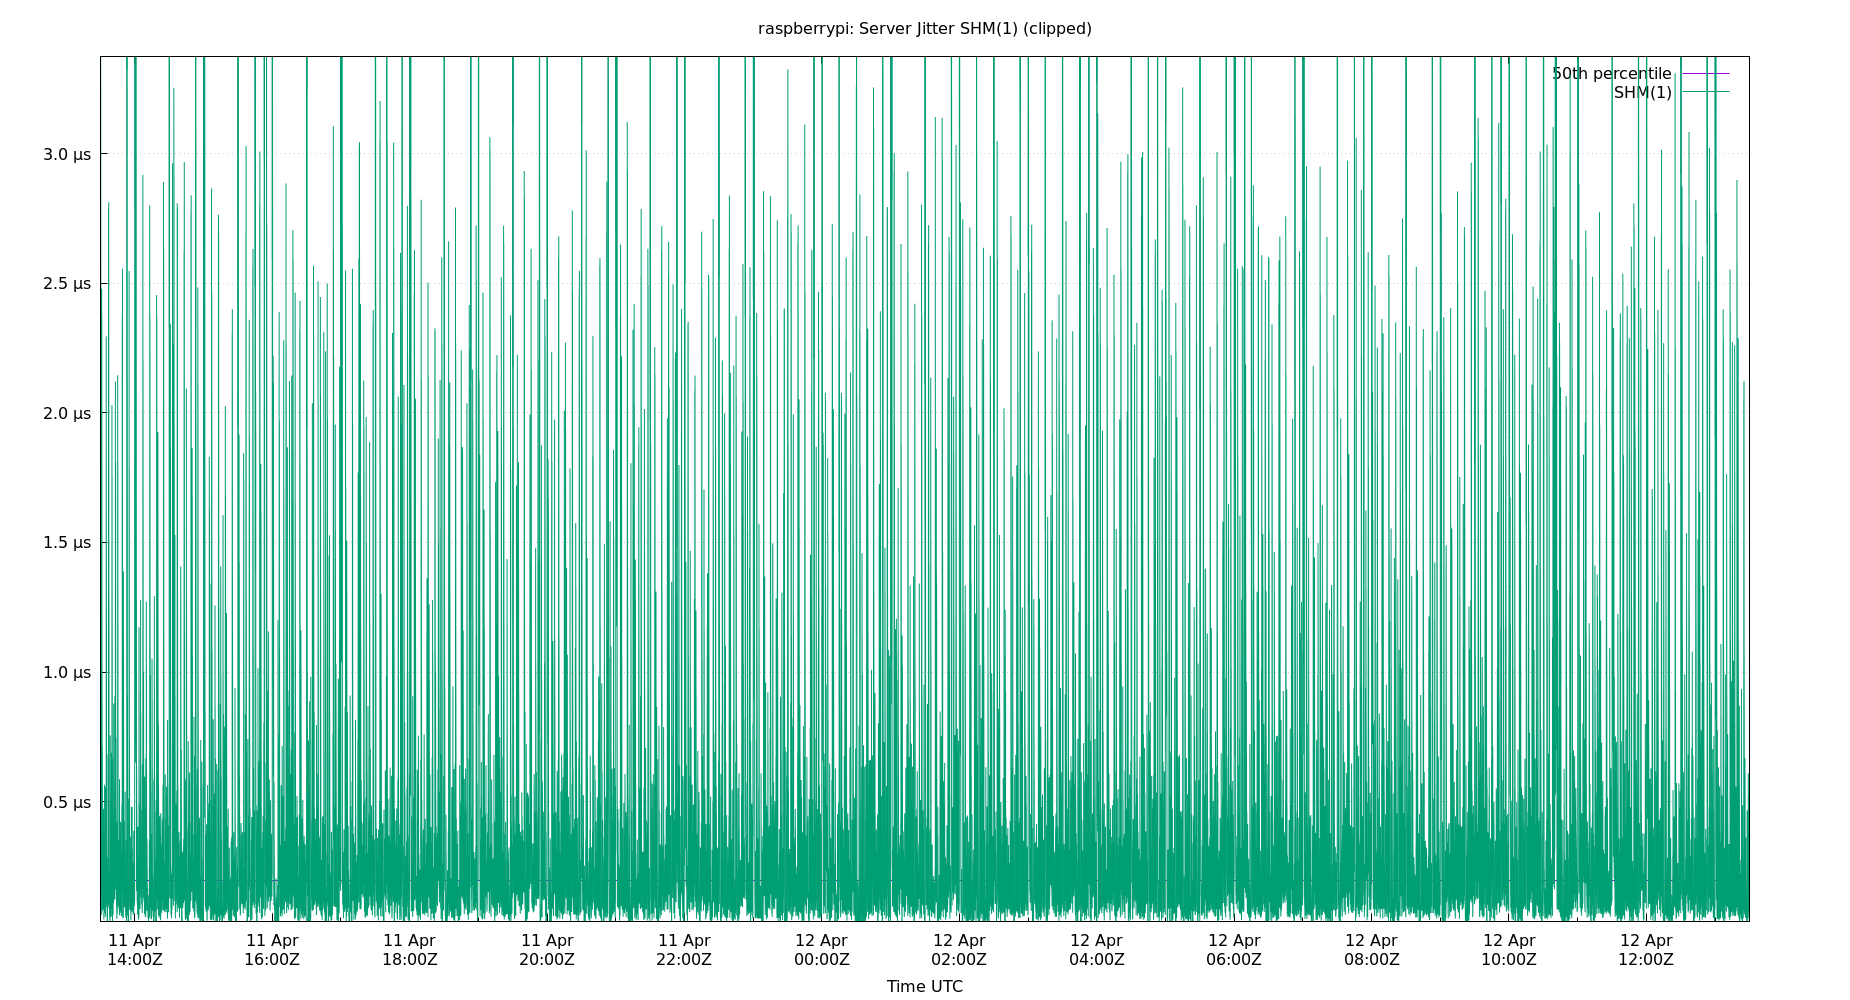 raspberrypi: Server Jitter SHM(1) (clipped)
50th percentile
SHM(1)
3.0 µs
2.5 µs
2.0 µs
1.5 µs
1.0 µs
0.5 µs
11 Apr 11 Apr 11 Apr 11 Apr 11 Apr 12 Apr 12 Apr 12 Apr 12 Apr 12 Apr 12 Apr 12 Apr
14:00Z 16:00Z 18:00Z 20:00Z 22:00Z 00:00Z 02:00Z 04:00Z 06:00Z 08:00Z 10:00Z 12:00Z
Time UTC